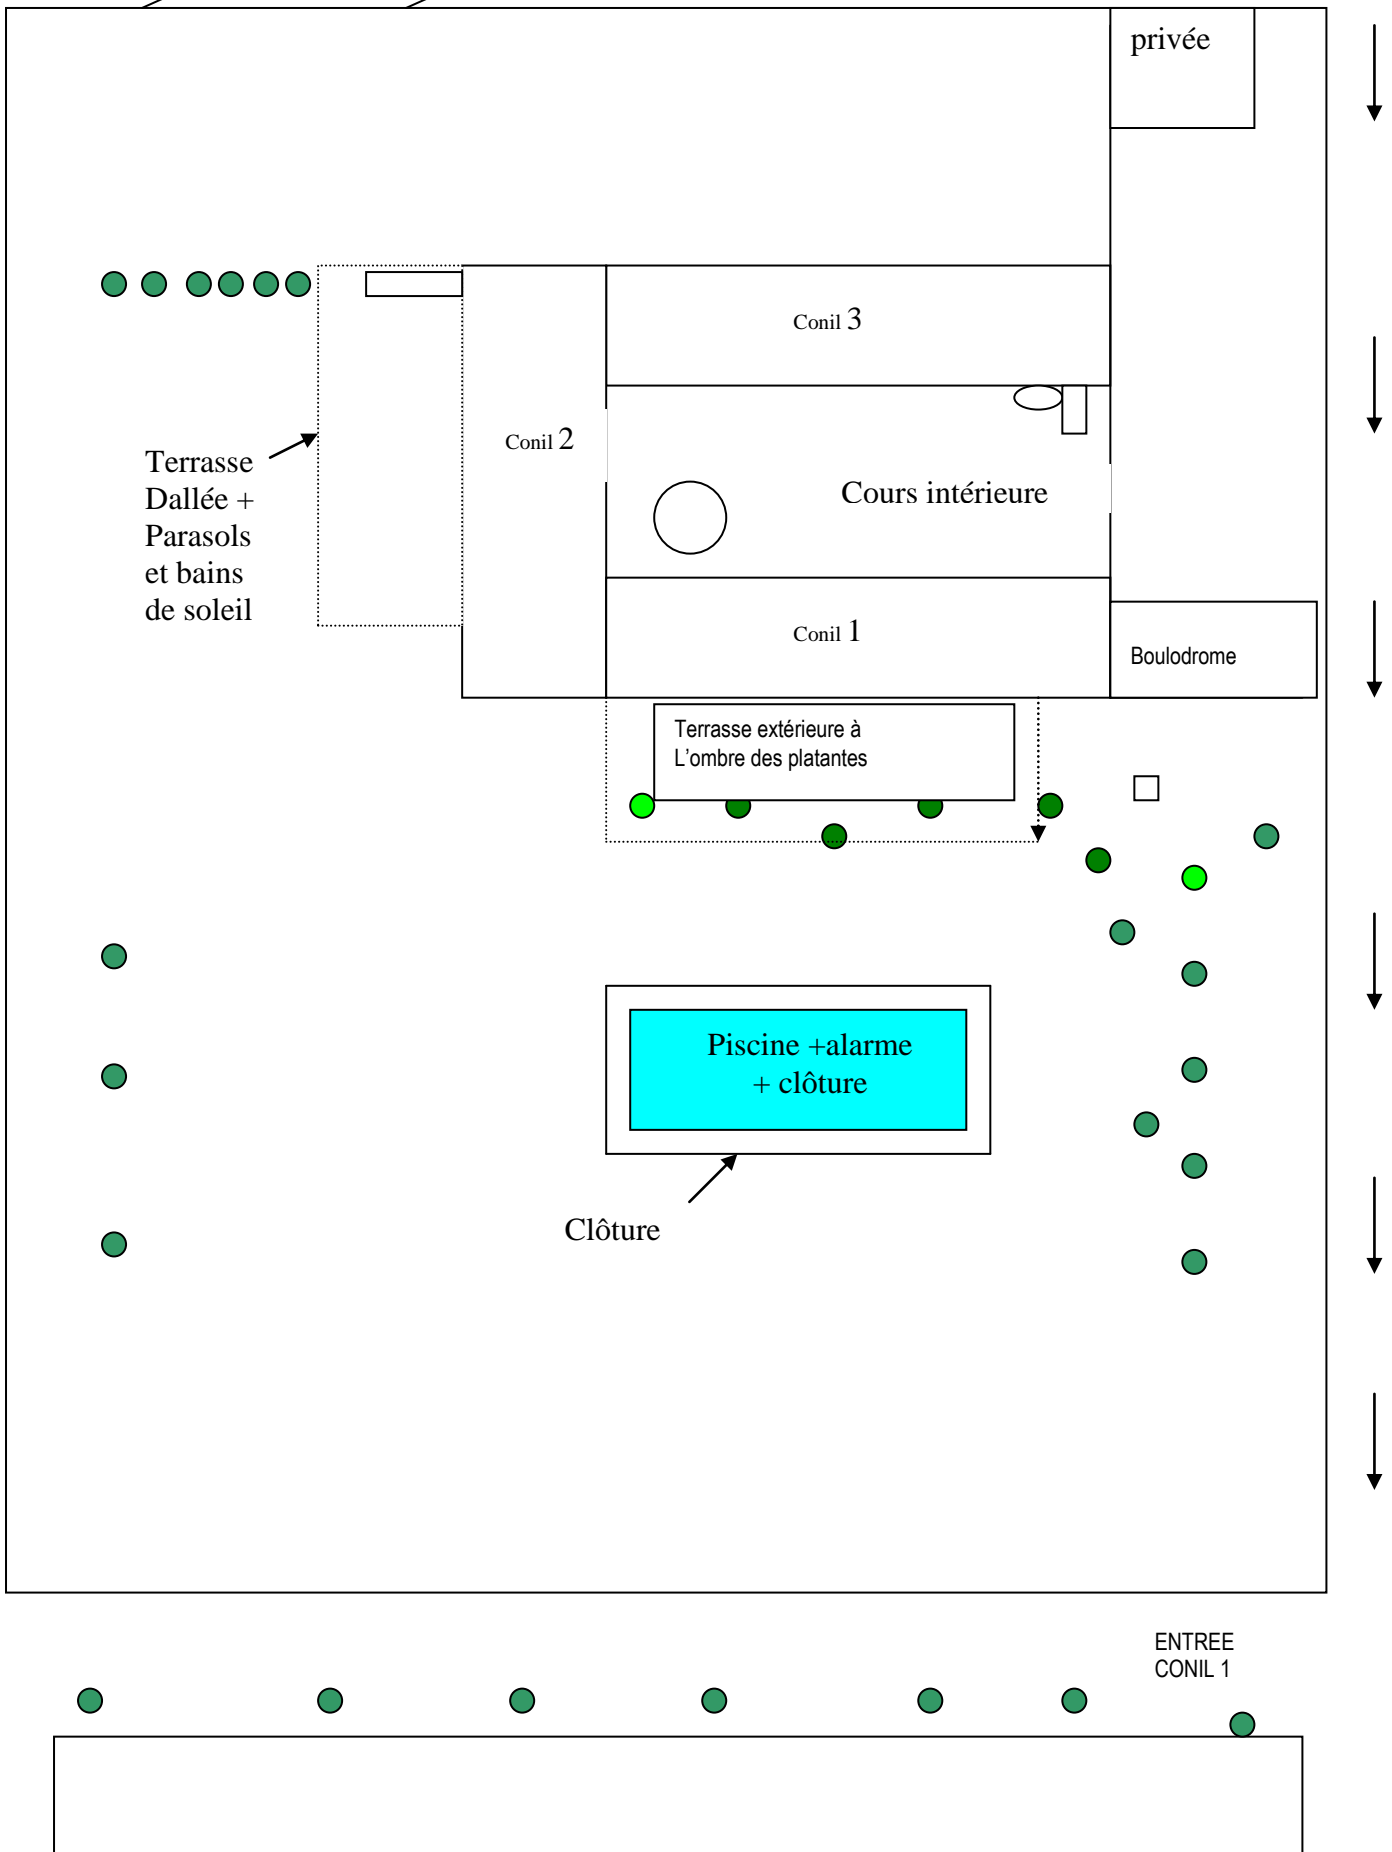 privée
Conil 3
Conil 2
Terrasse
Dallée +
Parasols
et bains
de soleil
Cours intérieure
Conil 1
Boulodrome
Terrasse extérieure à
L'ombre des platantes
Piscine +alarme
+ clôture
Clôture
ENTREE
CONIL 1